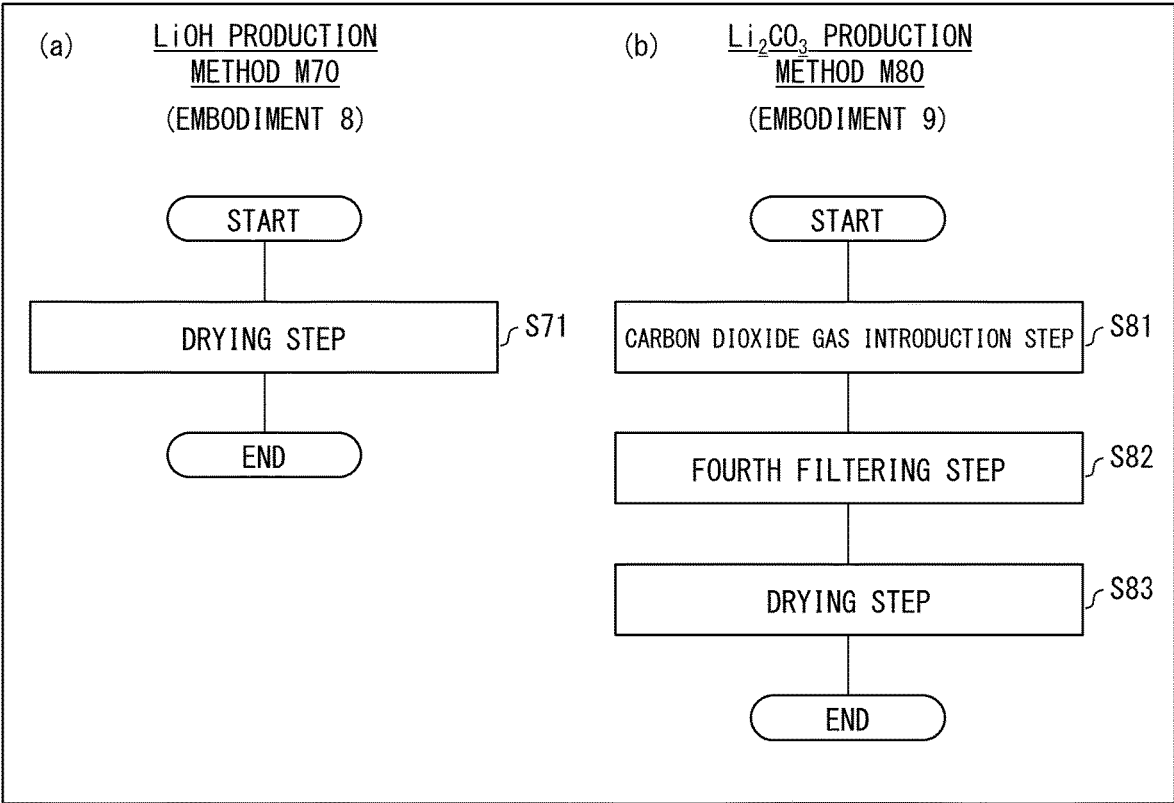 (a) LiOH PRODUCTION
METHOD M70
(EMBODIMENT 8)
START
DRYING STEP
S71
END
(b) Li₂CO₃ PRODUCTION
METHOD M80
(EMBODIMENT 9)
START
CARBON DIOXIDE GAS INTRODUCTION STEP
S81
FOURTH FILTERING STEP
S82
DRYING STEP
S83
END